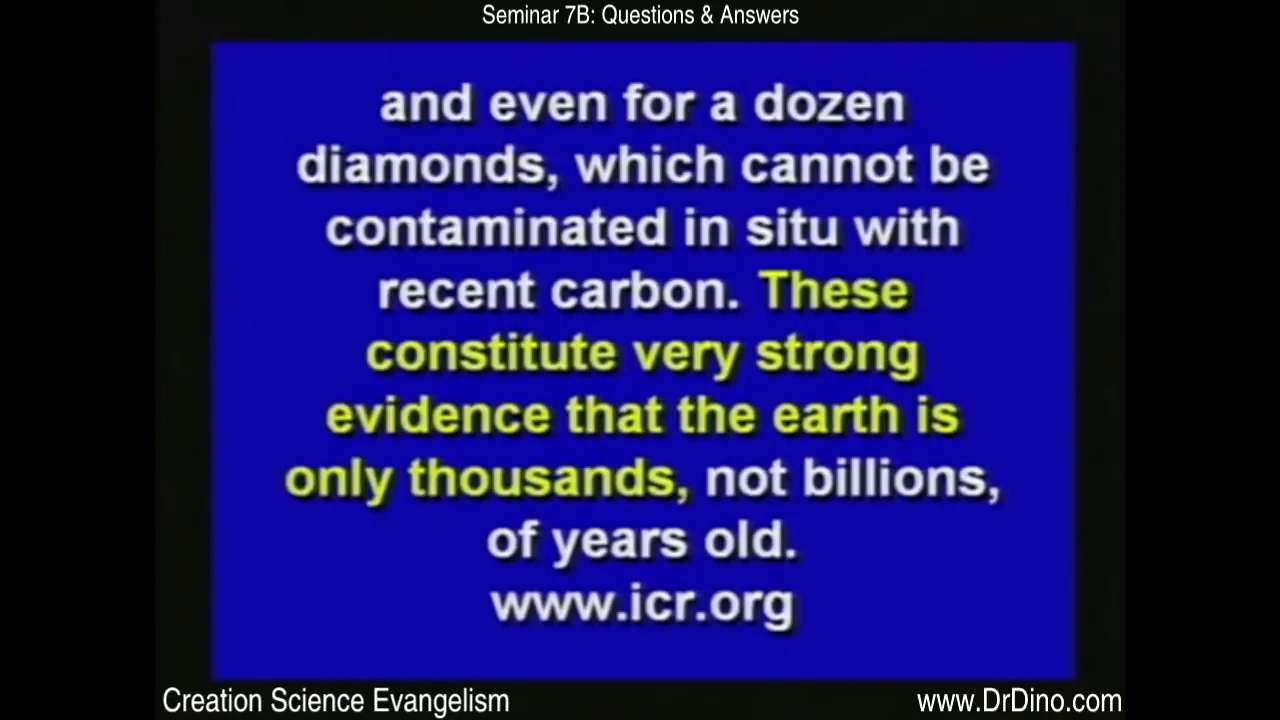 Seminar 7B: Questions & Answers
and even for a dozen
diamonds, which cannot be
contaminated in situ with
recent carbon. These
constitute very strong
evidence that the earth is
only thousands, not billions,
of years old.
www.icr.org
Creation Science Evangelism
www.DrDino.com